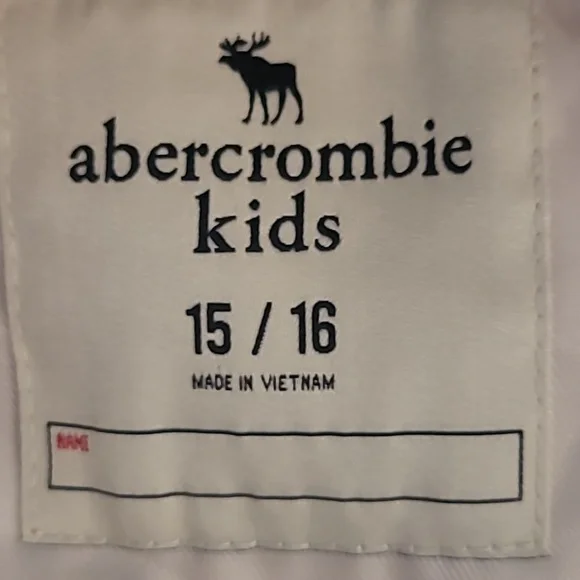 abercrombie
kids
15 / 16
MADE IN VIETNAM
NAME